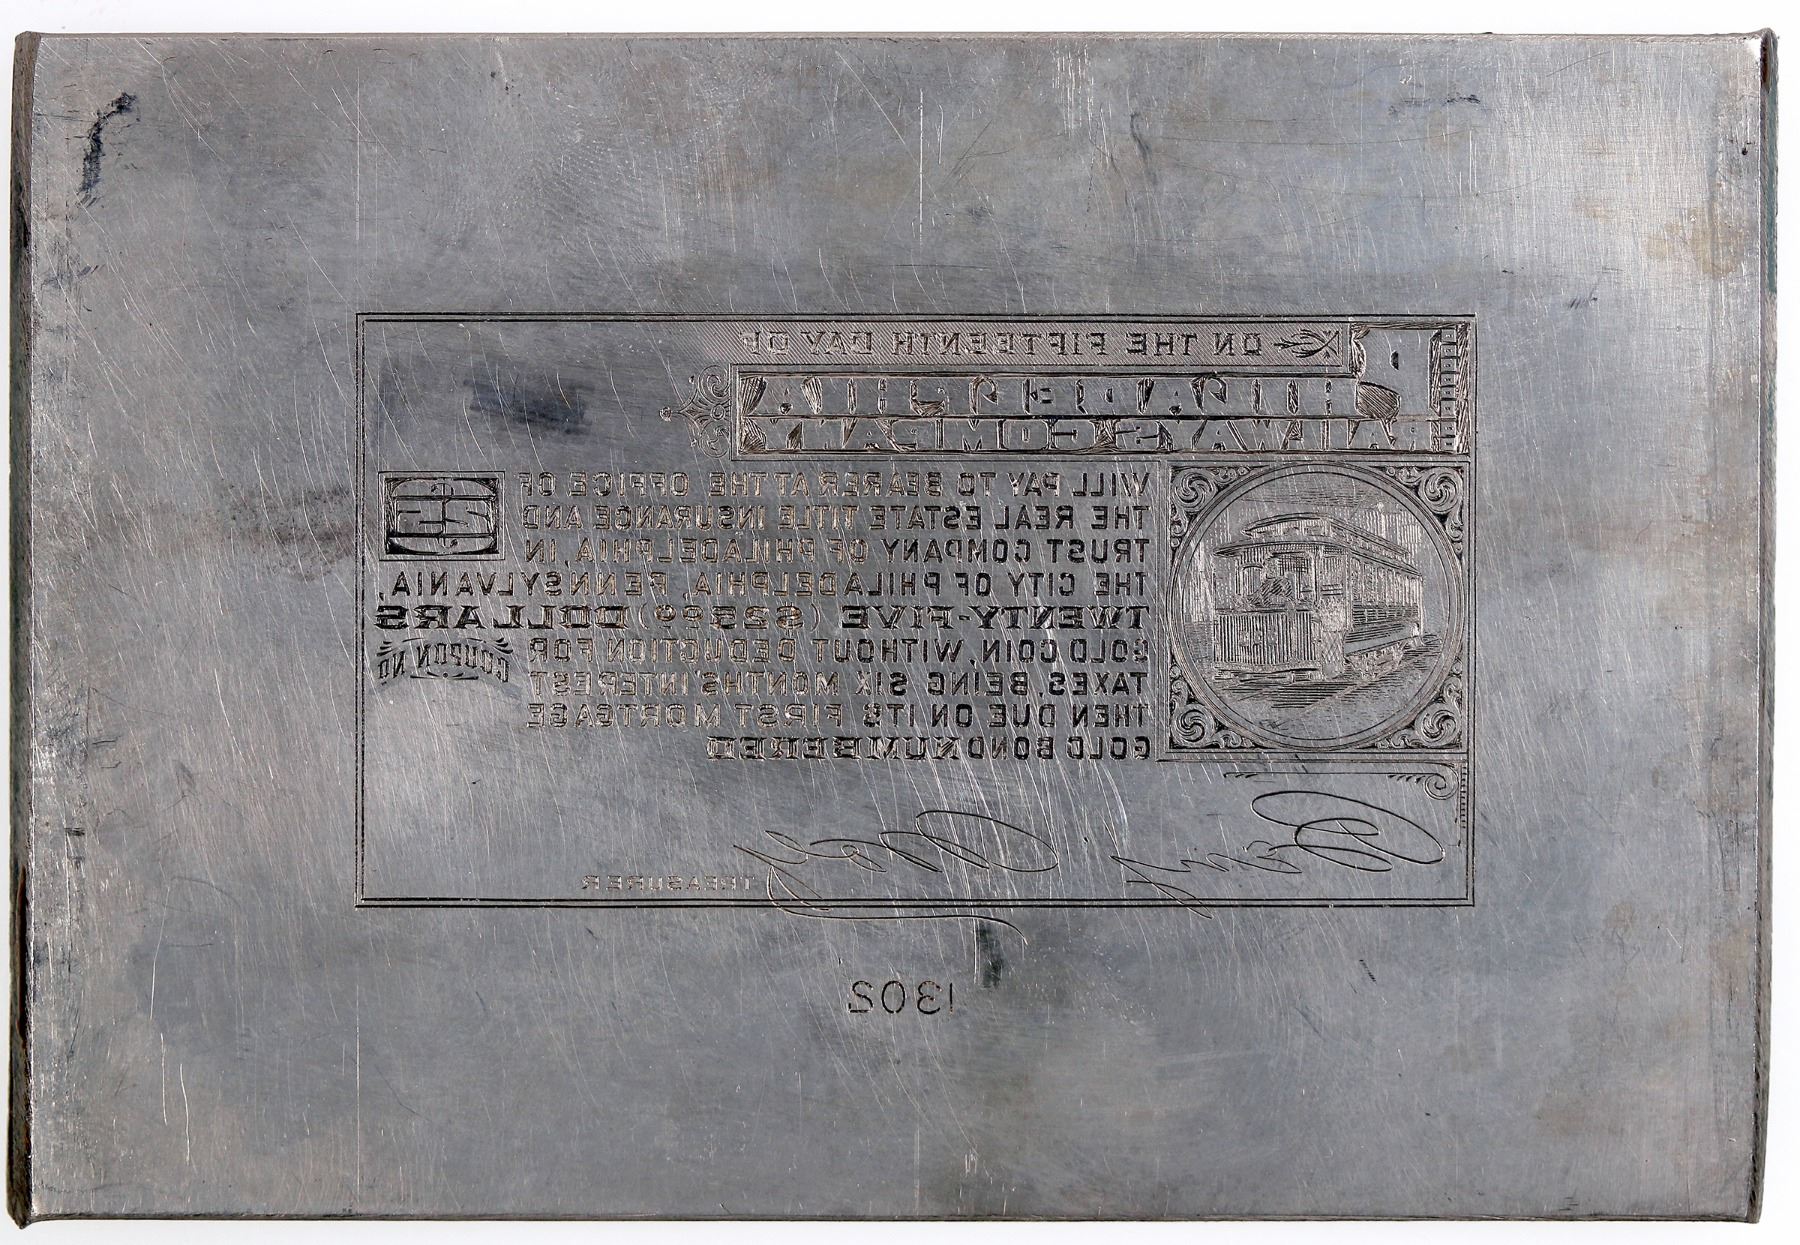 ON THE FIFTEENTH DAY OF
PHILADELPHIA
RAILWAYS COMPANY
WILL PAY TO BEARER AT THE OFFICE OF
THE REAL ESTATE TITLE INSURANCE AND
TRUST COMPANY OF PHILADELPHIA, IN
THE CITY OF PHILADELPHIA, PENNSYLVANIA,
TWENTY-FIVE ($25⁰⁰) DOLLARS
GOLD COIN, WITHOUT DEDUCTION FOR
TAXES, BEING SIX MONTHS' INTEREST
THEN DUE ON ITS FIRST MORTGAGE
GOLD BOND NUMBERED
25
COUPON NO.
TREASURER
1302